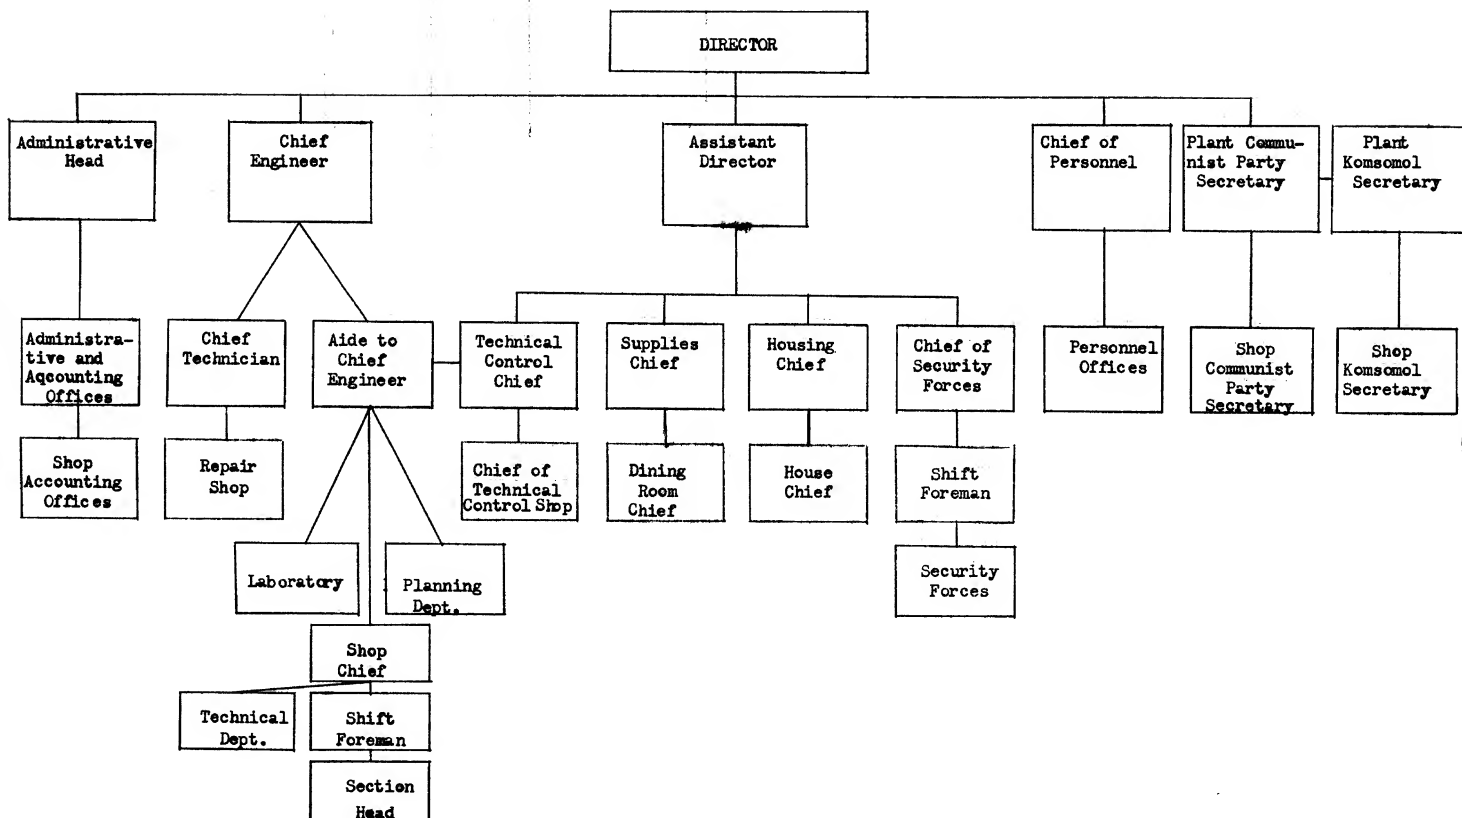 DIRECTOR
Administrative
Head
Chief
Engineer
Assistant
Director
Chief of
Personnel
Plant Commu-
nist Party
Secretary
Plant
Komsomol
Secretary
Administra-
tive and
Aqcounting
Offices
Chief
Technician
Aide to
Chief
Engineer
Technical
Control
Chief
Supplies
Chief
Housing
Chief
Chief of
Security
Forces
Personnel
Offices
Shop
Communist
Party
Secretary
Shop
Komsomol
Secretary
Shop
Accounting
Offices
Repair
Shop
Chief of
Technical
Control Shop
Dining
Room
Chief
House
Chief
Shift
Foreman
Laboratory
Planning
Dept.
Security
Forces
Shop
Chief
Technical
Dept.
Shift
Foreman
Section
Head